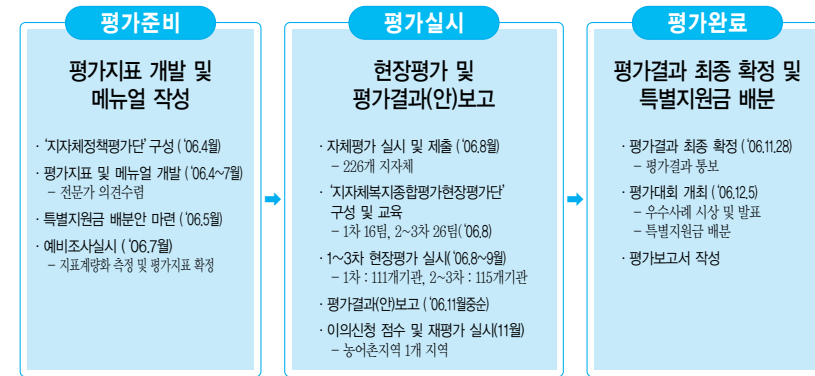 평가준비
평가지표 개발 및
메뉴얼 작성
· '지자체정책평가단' 구성 ( '06.4월)
· 평가지표 및 메뉴얼 개발 ( '06.4~7월)
– 전문가 의견수렴
· 특별지원금 배분안 마련 ( '06.5월)
· 예비조사실시 ( '06.7월)
– 지표계량화 측정 및 평가지표 확정
➡
평가실시
현장평가 및
평가결과(안)보고
· 자체평가 실시 및 제출 ( '06.8월)
– 226개 지자체
· '지자체복지종합평가현장평가단'
구성 및 교육
– 1차 16팀, 2~3차 26팀( '06.8)
· 1~3차 현장평가 실시( '06.8~9월)
– 1차 : 111개기관, 2~3차 : 115개기관
· 평가결과(안)보고 ( '06.11월중순)
· 이의신청 점수 및 재평가 실시(11월)
– 농어촌지역 1개 지역
➡
평가완료
평가결과 최종 확정 및
특별지원금 배분
· 평가결과 최종 확정 ( '06.11.28)
– 평가결과 통보
· 평가대회 개최 ( '06.12.5)
– 우수사례 시상 및 발표
– 특별지원금 배분
· 평가보고서 작성